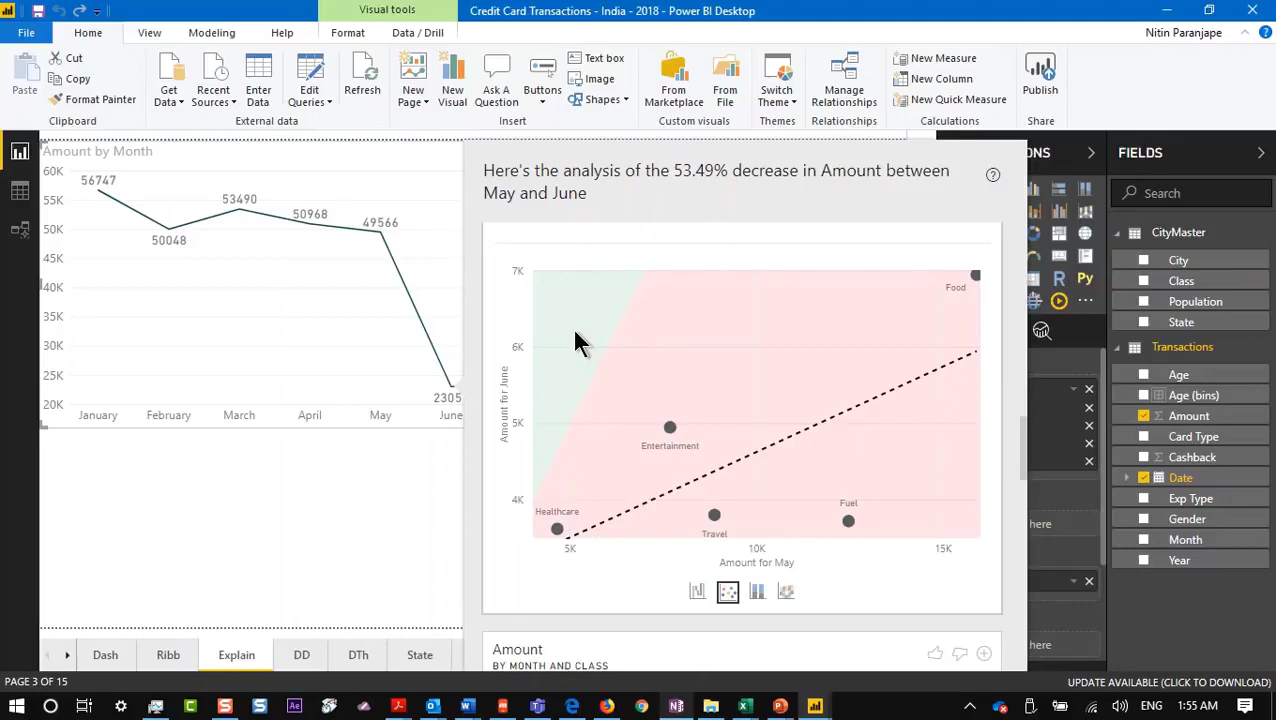 Visual tools
Credit Card Transactions - India - 2018 - Power BI Desktop
File
Home
View
Modeling
Help
Format
Data / Drill
Nitin Paranjape
Paste
Cut
Copy
Format Painter
Clipboard
Get Data
Recent Sources
Enter Data
Edit Queries
Refresh
External data
New Page
New Visual
Ask A Question
Buttons
Text box
Image
Shapes
Insert
From Marketplace
From File
Custom visuals
Switch Theme
Themes
Manage Relationships
Relationships
New Measure
New Column
New Quick Measure
Calculations
Publish
Share
Amount by Month
60K
55K
50K
45K
40K
35K
30K
25K
20K
56747
50048
53490
50968
49566
2305
January
February
March
April
May
June
Here's the analysis of the 53.49% decrease in Amount between
May and June
7K
6K
5K
4K
Amount for June
Food
Entertainment
Healthcare
Travel
Fuel
5K
10K
15K
Amount for May
Amount
BY MONTH AND CLASS
ONS
R
Py
here
here
FIELDS
Search
CityMaster
City
Class
Population
State
Transactions
Age
Age (bins)
Amount
Card Type
Cashback
Date
Exp Type
Gender
Month
Year
Dash
Ribb
Explain
DD
DTh
State
PAGE 3 OF 15
UPDATE AVAILABLE (CLICK TO DOWNLOAD)
ENG
1:55 AM